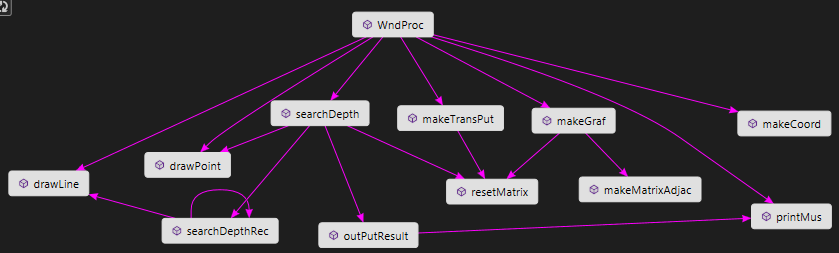 WndProc
searchDepth
makeTransPut
makeGraf
makeCoord
drawPoint
drawLine
resetMatrix
makeMatrixAdjac
printMus
searchDepthRec
outPutResult